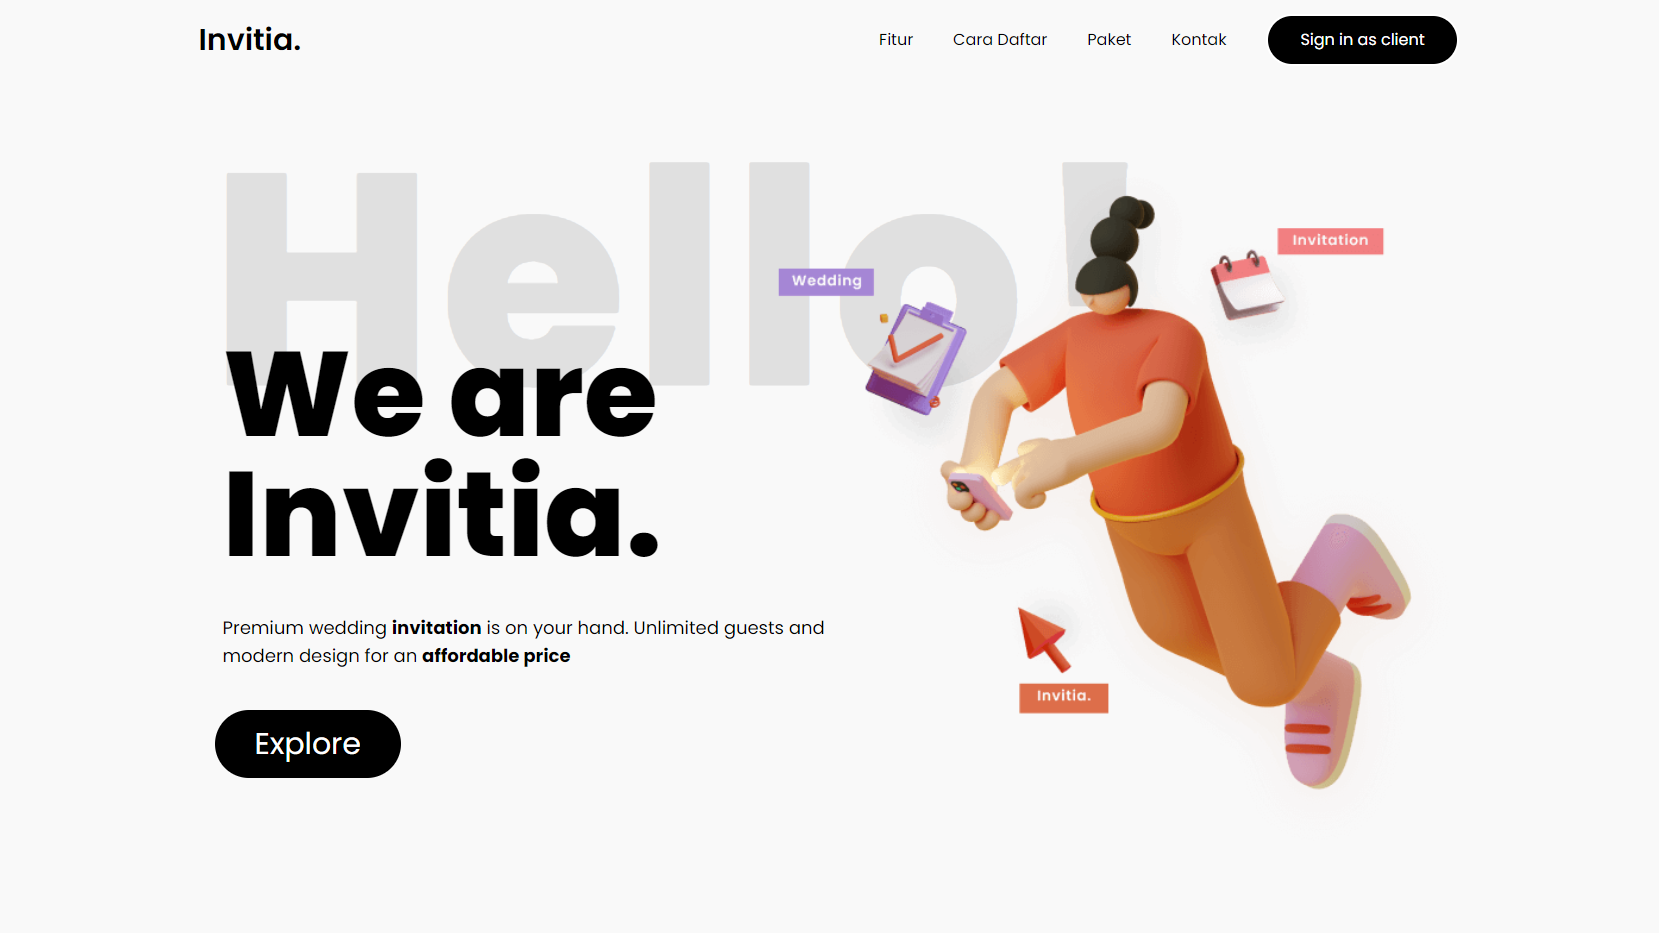 Invitia.
Fitur
Cara Daftar
Paket
Kontak
Sign in as client
Hello!
Wedding
Invitation
We are
Invitia.
Premium wedding invitation is on your hand. Unlimited guests and
modern design for an affordable price
Invitia.
Explore